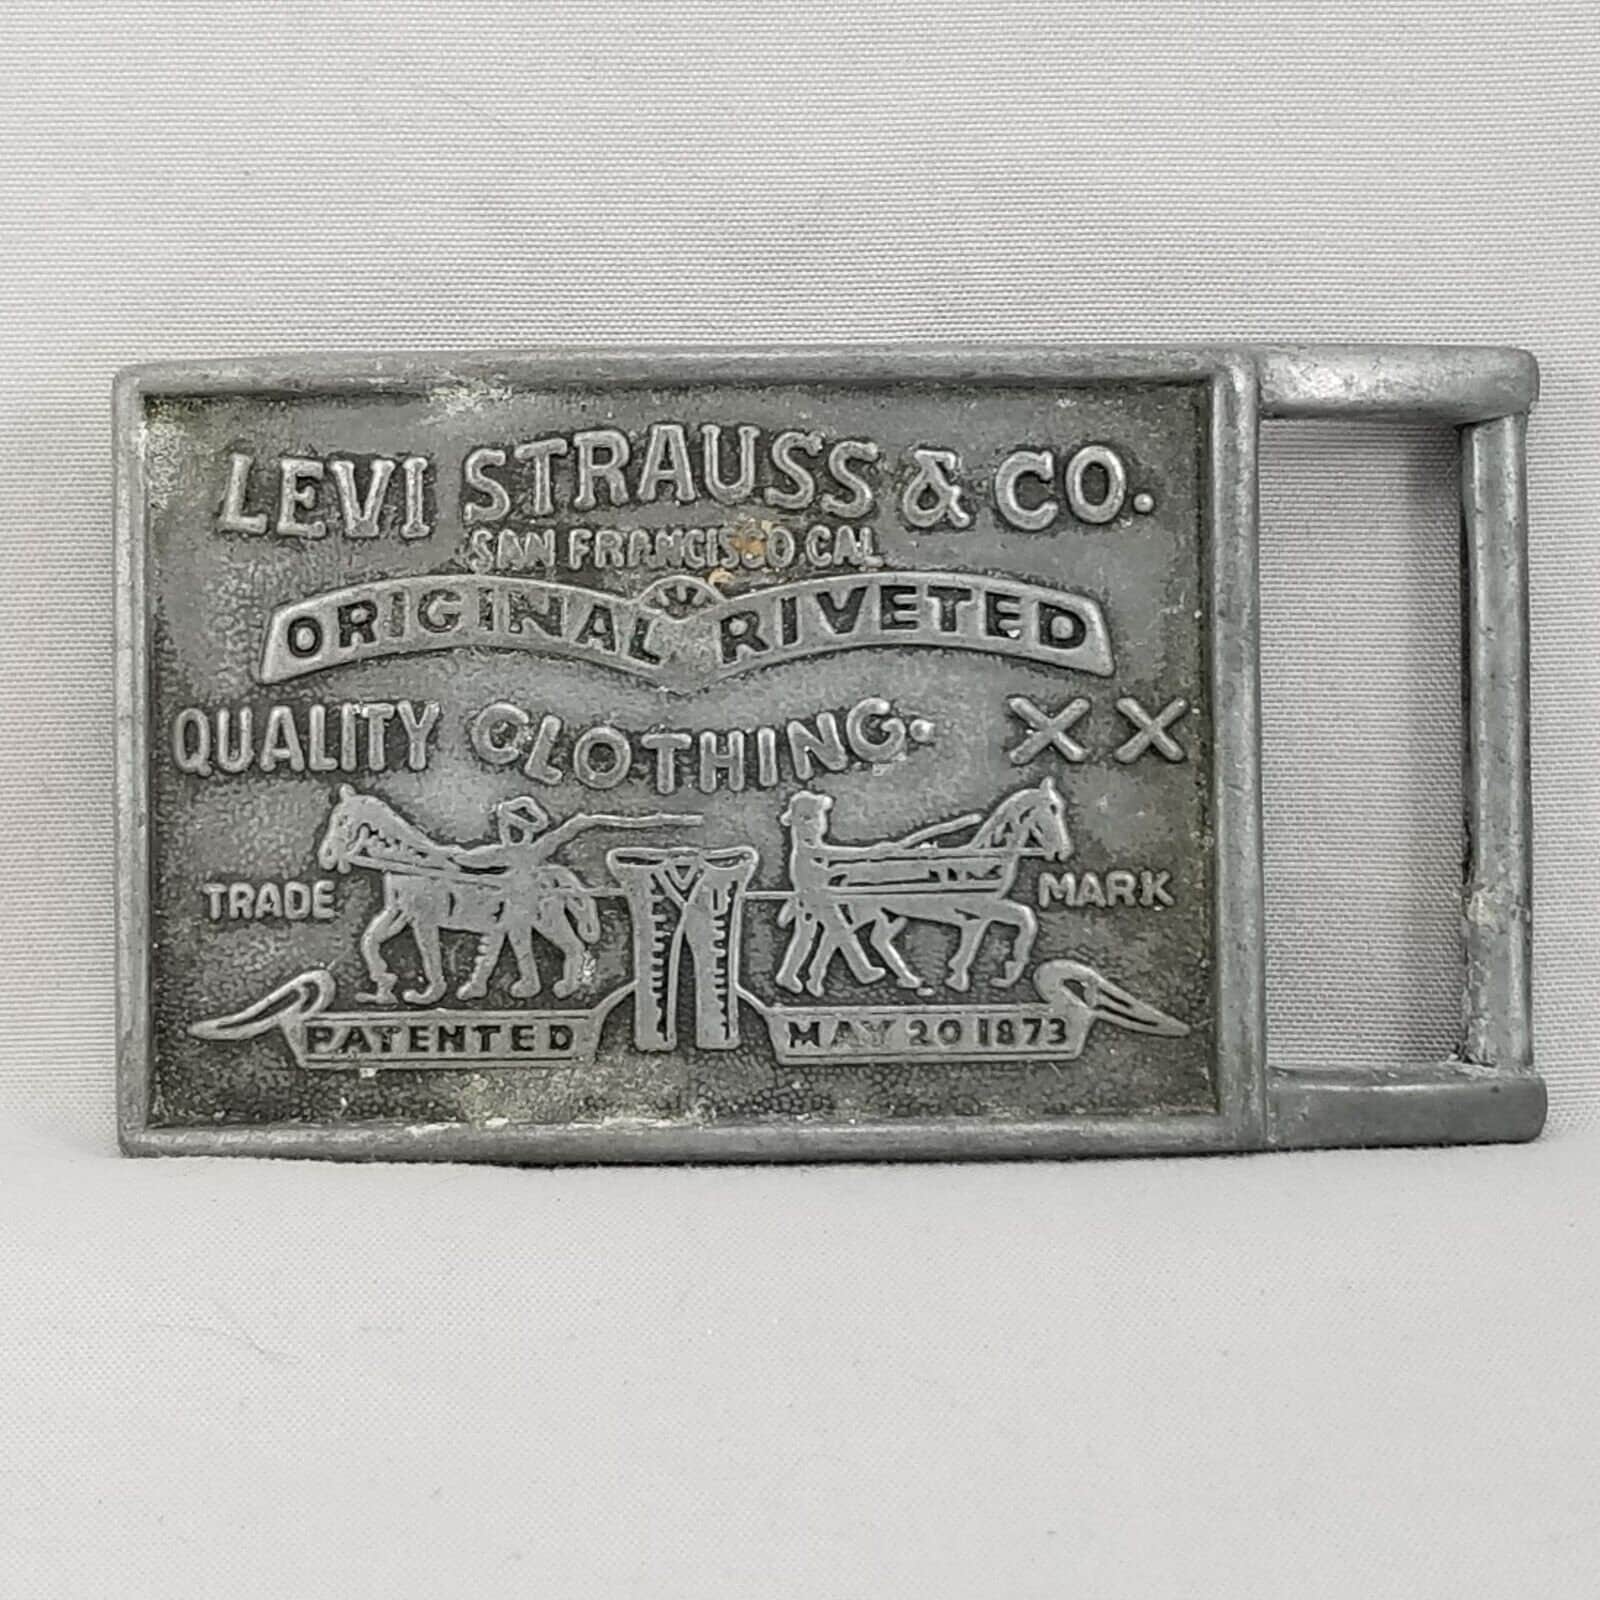 LEVI STRAUSS & CO.
SAN FRANCISCO CAL
ORIGINAL RIVETED
QUALITY CLOTHING. XX
TRADE MARK
PATENTED MAY 20 1873